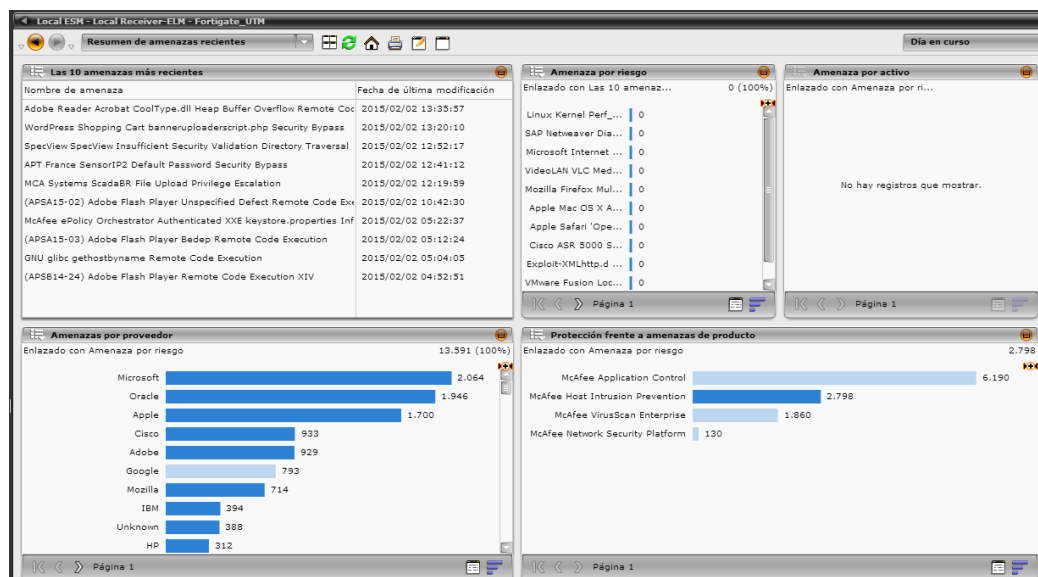 Local ESM - Local Receiver-ELM - Fortigate_UTM
Resumen de amenazas recientes
Día en curso
Las 10 amenazas más recientes
Nombre de amenaza Fecha de última modificación
Adobe Reader Acrobat CoolType.dll Heap Buffer Overflow Remote Coc 2015/02/02 13:35:57
WordPress Shopping Cart banneruploaderscript.php Security Bypass 2015/02/02 13:20:10
SpecView SpecView Insufficient Security Validation Directory Traversal 2015/02/02 12:52:17
APT France SensorIP2 Default Password Security Bypass 2015/02/02 12:41:12
MCA Systems ScadaBR File Upload Privilege Escalation 2015/02/02 12:19:59
(APSA15-02) Adobe Flash Player Unspecified Defect Remote Code Exe 2015/02/02 10:42:30
McAfee ePolicy Orchestrator Authenticated XXE keystore.properties Inf 2015/02/02 05:22:37
(APSA15-03) Adobe Flash Player Bedep Remote Code Execution 2015/02/02 05:12:24
GNU glibc gethostbyname Remote Code Execution 2015/02/02 05:04:05
(APSB14-24) Adobe Flash Player Remote Code Execution XIV 2015/02/02 04:52:51
Amenaza por riesgo
Enlazado con Las 10 amenaz... 0 (100%)
Linux Kernel Perf_... 0
SAP Netweaver Dia... 0
Microsoft Internet ... 0
VideoLAN VLC Med... 0
Mozilla Firefox Mul... 0
Apple Mac OS X A... 0
Apple Safari 'Ope... 0
Cisco ASR 5000 S... 0
Exploit-XMLhttp.d ... 0
VMware Fusion Loc... 0
Página 1
Amenaza por activo
Enlazado con Amenaza por ri...
No hay registros que mostrar.
Página 1
Amenazas por proveedor
Enlazado con Amenaza por riesgo 13.591 (100%)
Microsoft 2.064
Oracle 1.946
Apple 1.700
Cisco 933
Adobe 929
Google 793
Mozilla 714
IBM 394
Unknown 388
HP 312
Página 1
Protección frente a amenazas de producto
Enlazado con Amenaza por riesgo 2.798
McAfee Application Control 6.190
McAfee Host Intrusion Prevention 2.798
McAfee VirusScan Enterprise 1.860
McAfee Network Security Platform 130
Página 1